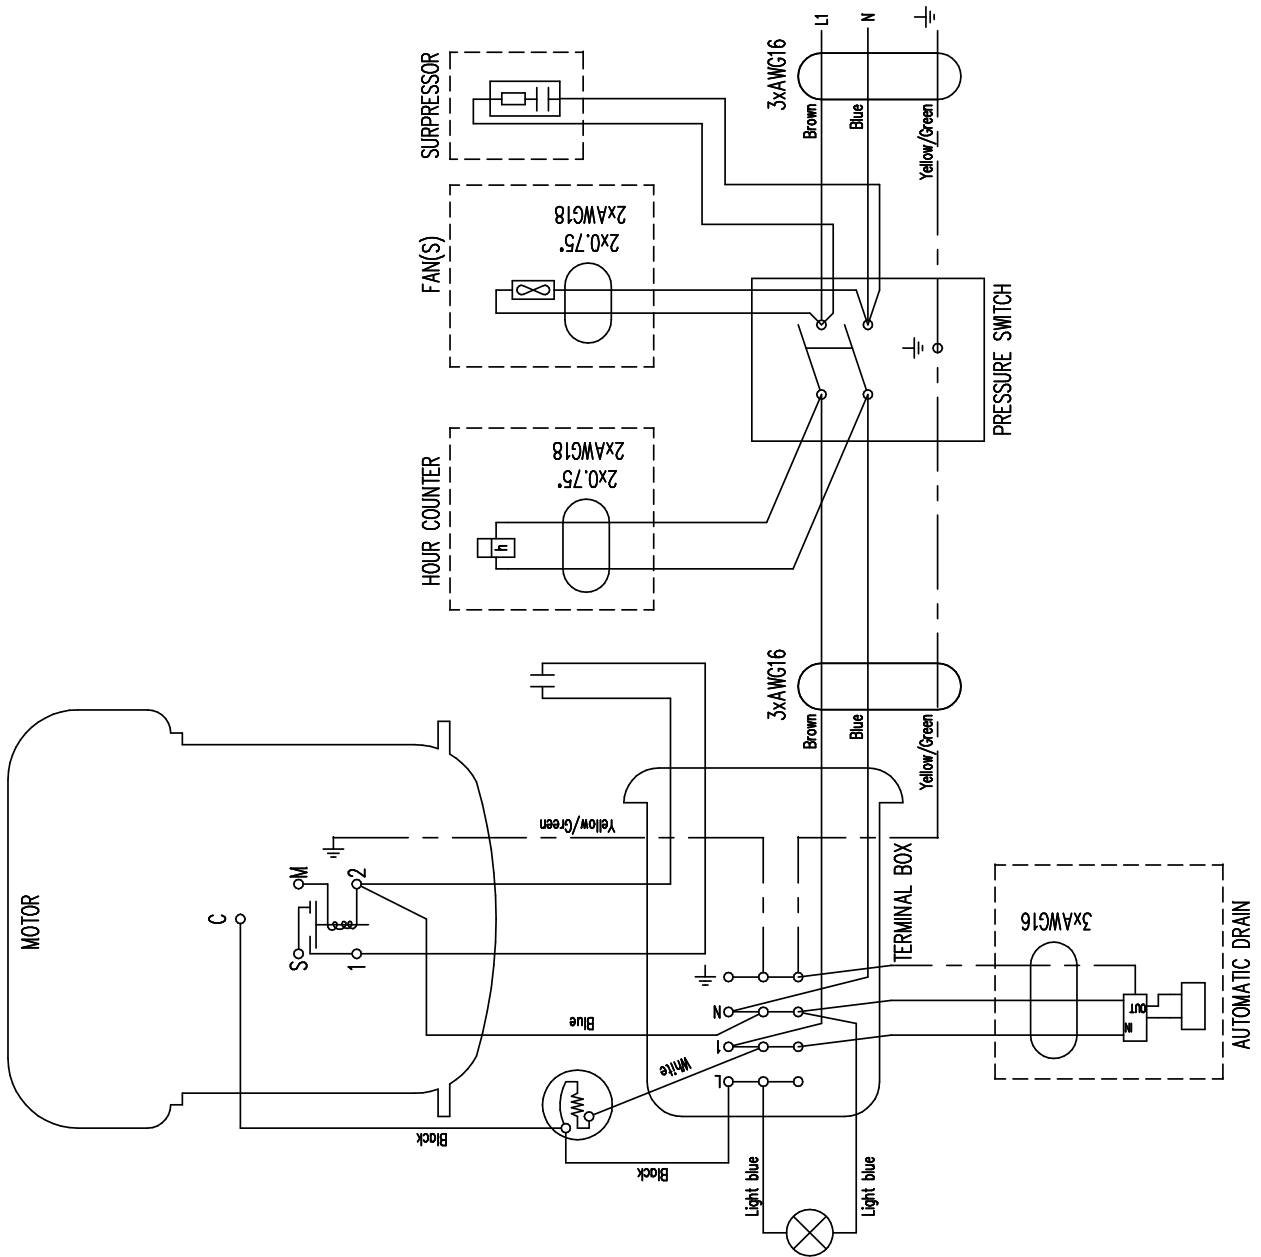 SURPRESSOR
FAN(S)
2xAWG18
2x0.75°
HOUR COUNTER
2xAWG18
2x0.75°
h
L1
N
3xAWG16
Brown
Blue
Yellow/Green
PRESSURE SWITCH
3xAWG16
Brown
Blue
Yellow/Green
MOTOR
C
M
S
2
1
Yellow/Green
Blue
White
Black
Black
TERMINAL BOX
N
1
L
Light blue
Light blue
3xAWG16
IN
OUT
AUTOMATIC DRAIN